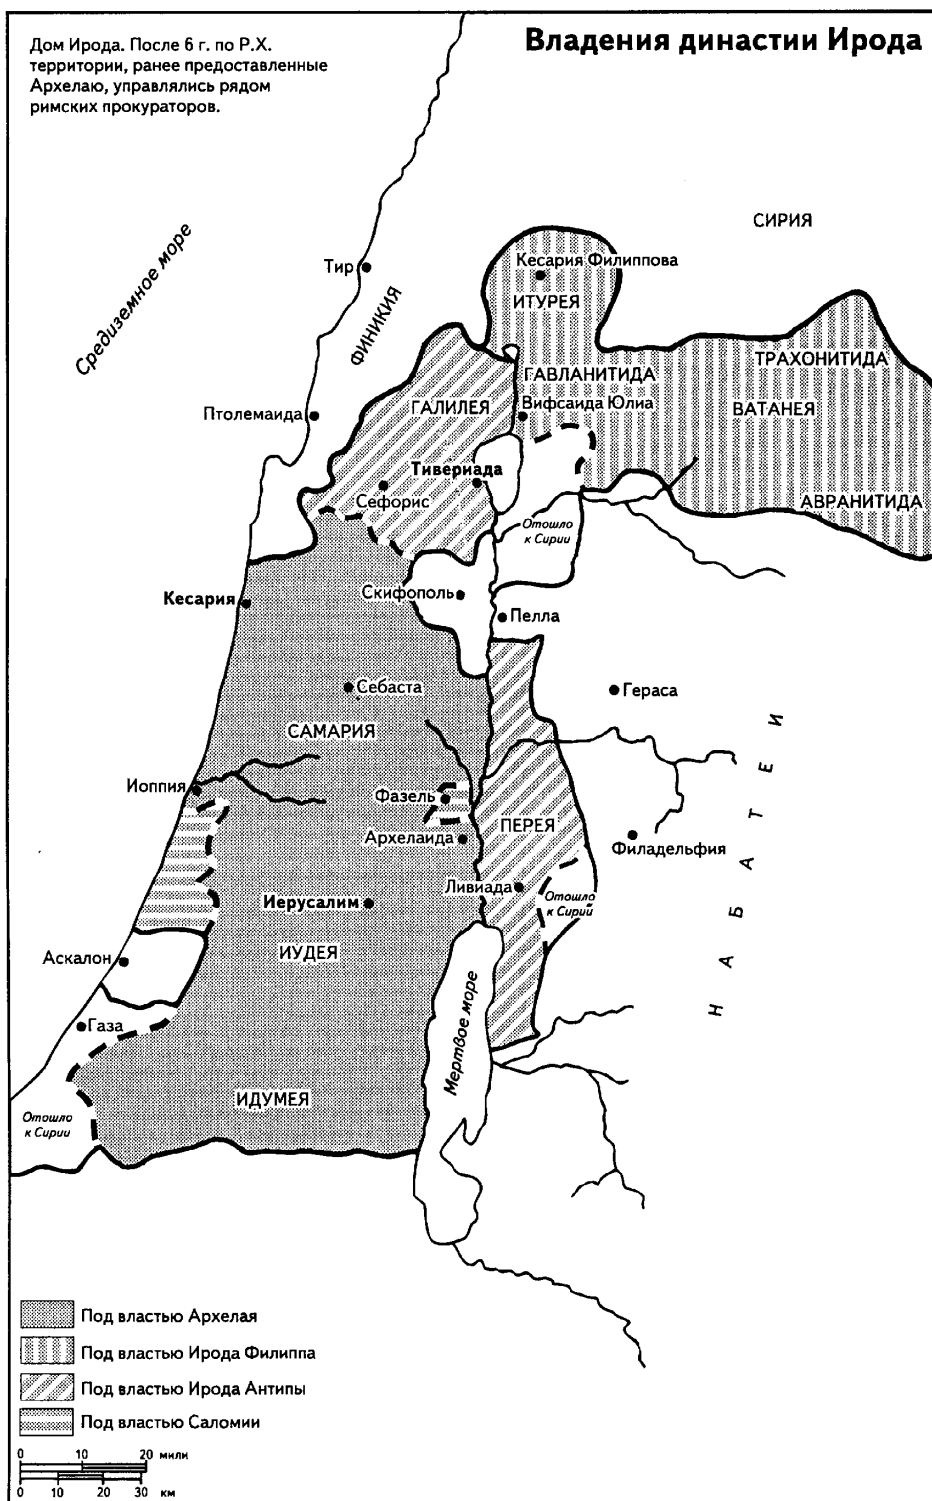 Владения династии Ирода
Дом Ирода. После 6 г. по Р.Х.
территории, ранее предоставленные
Архелаю, управлялись рядом
римских прокураторов.
СИРИЯ
Средиземное море
Тир
ФИНИКИЯ
Кесария Филиппова
ИТУРЕЯ
ГАВЛАНИТИДА
ТРАХОНИТИДА
ГАЛИЛЕЯ
Вифсаида Юлиа
ВАТАНЕЯ
Птолемаида
Тивериада
Сефорис
АВРАНИТИДА
Отошло
к Сирии
Скифополь
Кесария
Пелла
Себаста
Гераса
САМАРИЯ
НАБАТЕИ
Иоппия
Фазель
ПЕРЕЯ
Архелаида
Филадельфия
Ливиада
Отошло
к Сирий
Иерусалим
ИУДЕЯ
Аскалон
Газа
Мертвое море
ИДУМЕЯ
Отошло
к Сирии
Под властью Архелая
Под властью Ирода Филиппа
Под властью Ирода Антипы
Под властью Саломии
0 10 20 мили
0 10 20 30 км